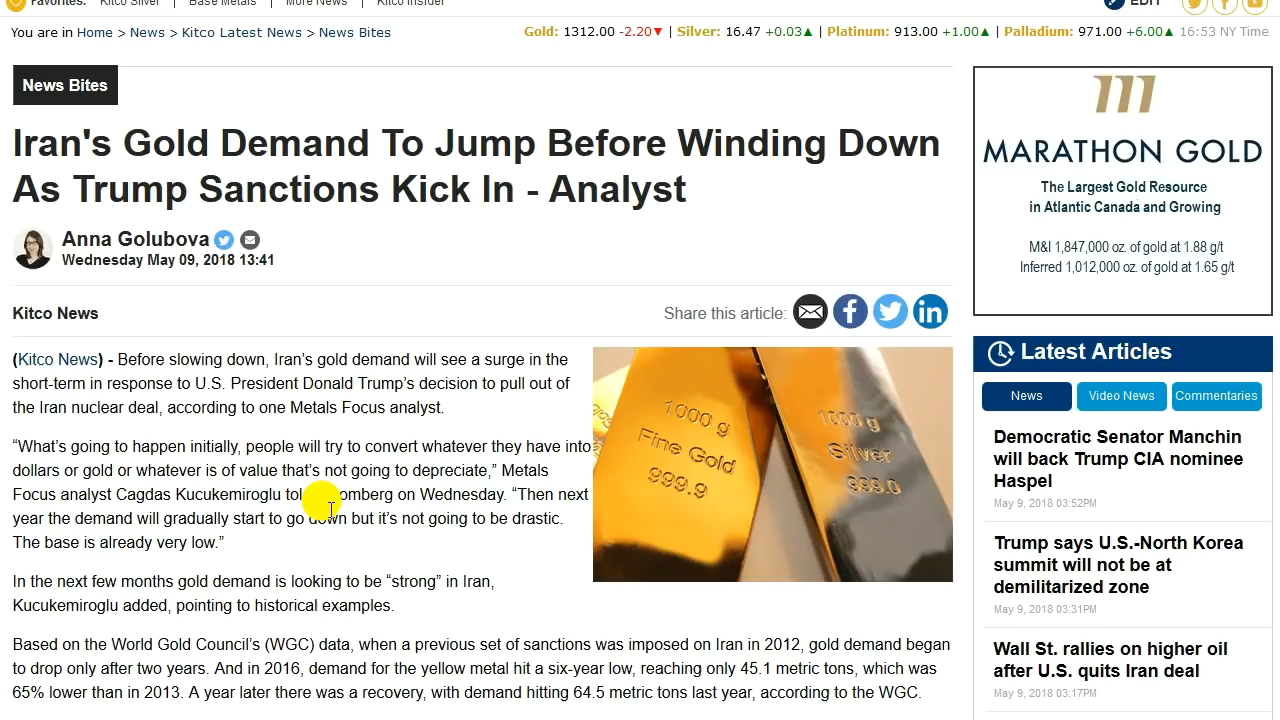 Favorites: Kitco Silver | Base Metals | More News | Kitco Insider
EDIT
You are in Home > News > Kitco Latest News > News Bites
Gold: 1312.00 -2.20▼ | Silver: 16.47 +0.03▲ | Platinum: 913.00 +1.00▲ | Palladium: 971.00 +6.00▲ 16:53 NY Time
News Bites
Iran's Gold Demand To Jump Before Winding Down
As Trump Sanctions Kick In - Analyst
Anna Golubova
Wednesday May 09, 2018 13:41
Kitco News
Share this article:
(Kitco News) - Before slowing down, Iran’s gold demand will see a surge in the
short-term in response to U.S. President Donald Trump’s decision to pull out of
the Iran nuclear deal, according to one Metals Focus analyst.
“What’s going to happen initially, people will try to convert whatever they have into
dollars or gold or whatever is of value that’s not going to depreciate,” Metals
Focus analyst Cagdas Kucukemiroglu tol omberg on Wednesday. “Then next
year the demand will gradually start to go down but it’s not going to be drastic.
The base is already very low.”
In the next few months gold demand is looking to be “strong” in Iran,
Kucukemiroglu added, pointing to historical examples.
Based on the World Gold Council’s (WGC) data, when a previous set of sanctions was imposed on Iran in 2012, gold demand began
to drop only after two years. And in 2016, demand for the yellow metal hit a six-year low, reaching only 45.1 metric tons, which was
65% lower than in 2013. A year later there was a recovery, with demand hitting 64.5 metric tons last year, according to the WGC.
1000 g
Fine Gold
999.9
1000 g
Silver
999.0
MARATHON GOLD
The Largest Gold Resource
in Atlantic Canada and Growing
M&I 1,847,000 oz. of gold at 1.88 g/t
Inferred 1,012,000 oz. of gold at 1.65 g/t
Latest Articles
News
Video News
Commentaries
Democratic Senator Manchin
will back Trump CIA nominee
Haspel
May 9, 2018 03:52PM
Trump says U.S.-North Korea
summit will not be at
demilitarized zone
May 9, 2018 03:31PM
Wall St. rallies on higher oil
after U.S. quits Iran deal
May 9, 2018 03:17PM